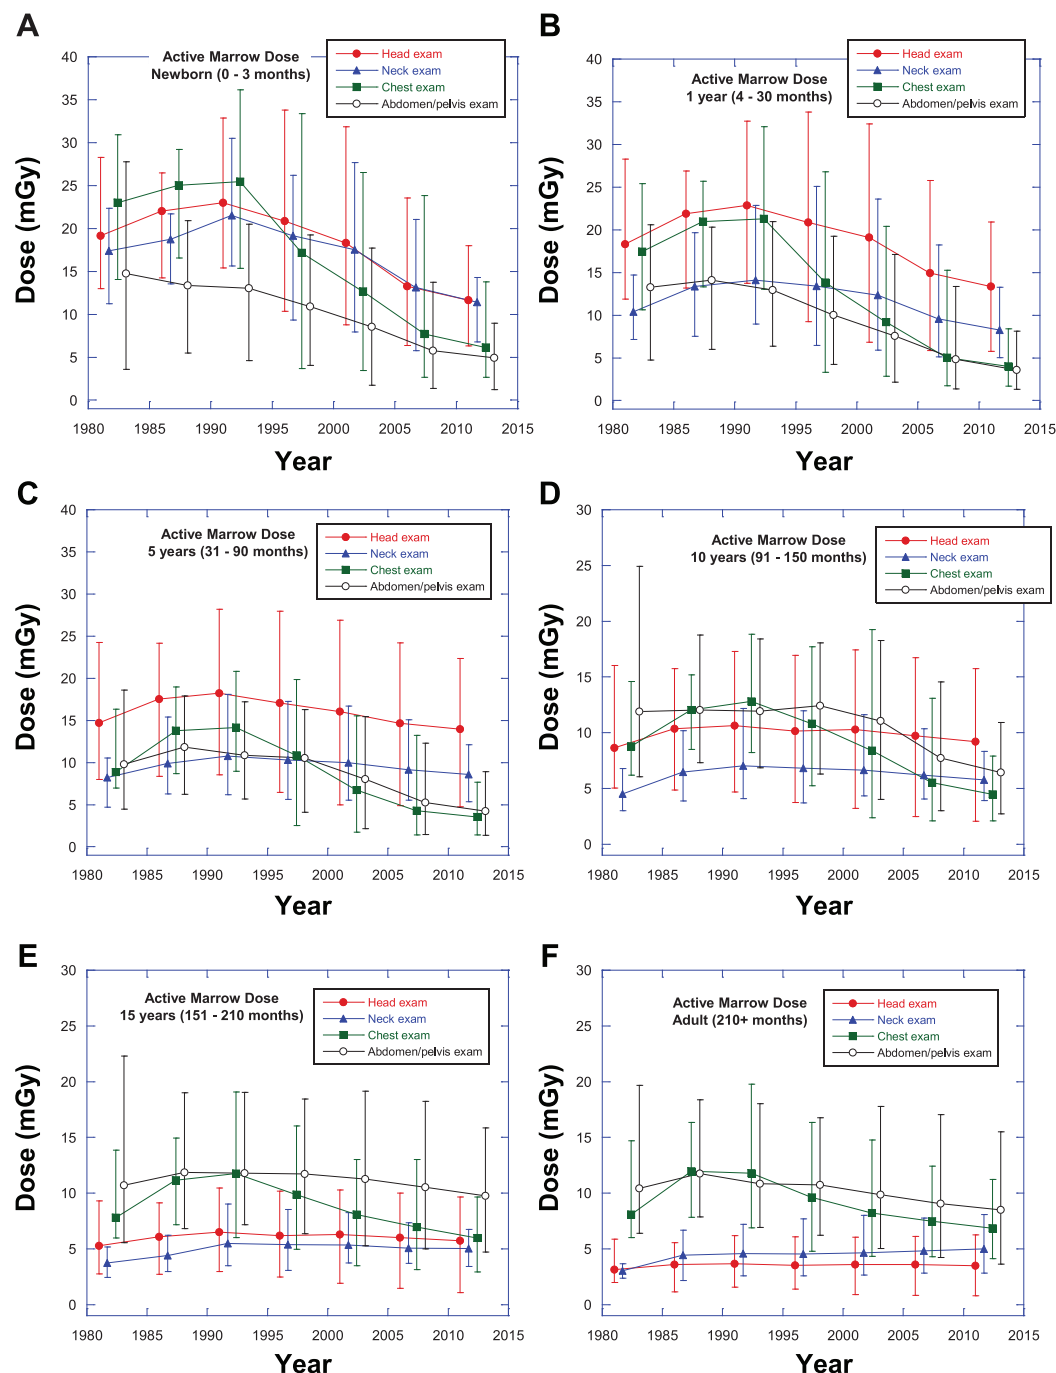 A
Active Marrow Dose
Newborn (0 - 3 months)
Head exam
Neck exam
Chest exam
Abdomen/pelvis exam
Dose (mGy)
40
35
30
25
20
15
10
5
0
1980 1985 1990 1995 2000 2005 2010 2015
Year
B
Active Marrow Dose
1 year (4 - 30 months)
Head exam
Neck exam
Chest exam
Abdomen/pelvis exam
Dose (mGy)
40
35
30
25
20
15
10
5
0
1980 1985 1990 1995 2000 2005 2010 2015
Year
C
Active Marrow Dose
5 years (31 - 90 months)
Head exam
Neck exam
Chest exam
Abdomen/pelvis exam
Dose (mGy)
40
35
30
25
20
15
10
5
0
1980 1985 1990 1995 2000 2005 2010 2015
Year
D
Active Marrow Dose
10 years (91 - 150 months)
Head exam
Neck exam
Chest exam
Abdomen/pelvis exam
Dose (mGy)
30
25
20
15
10
5
0
1980 1985 1990 1995 2000 2005 2010 2015
Year
E
Active Marrow Dose
15 years (151 - 210 months)
Head exam
Neck exam
Chest exam
Abdomen/pelvis exam
Dose (mGy)
30
25
20
15
10
5
0
1980 1985 1990 1995 2000 2005 2010 2015
Year
F
Active Marrow Dose
Adult (210+ months)
Head exam
Neck exam
Chest exam
Abdomen/pelvis exam
Dose (mGy)
30
25
20
15
10
5
0
1980 1985 1990 1995 2000 2005 2010 2015
Year